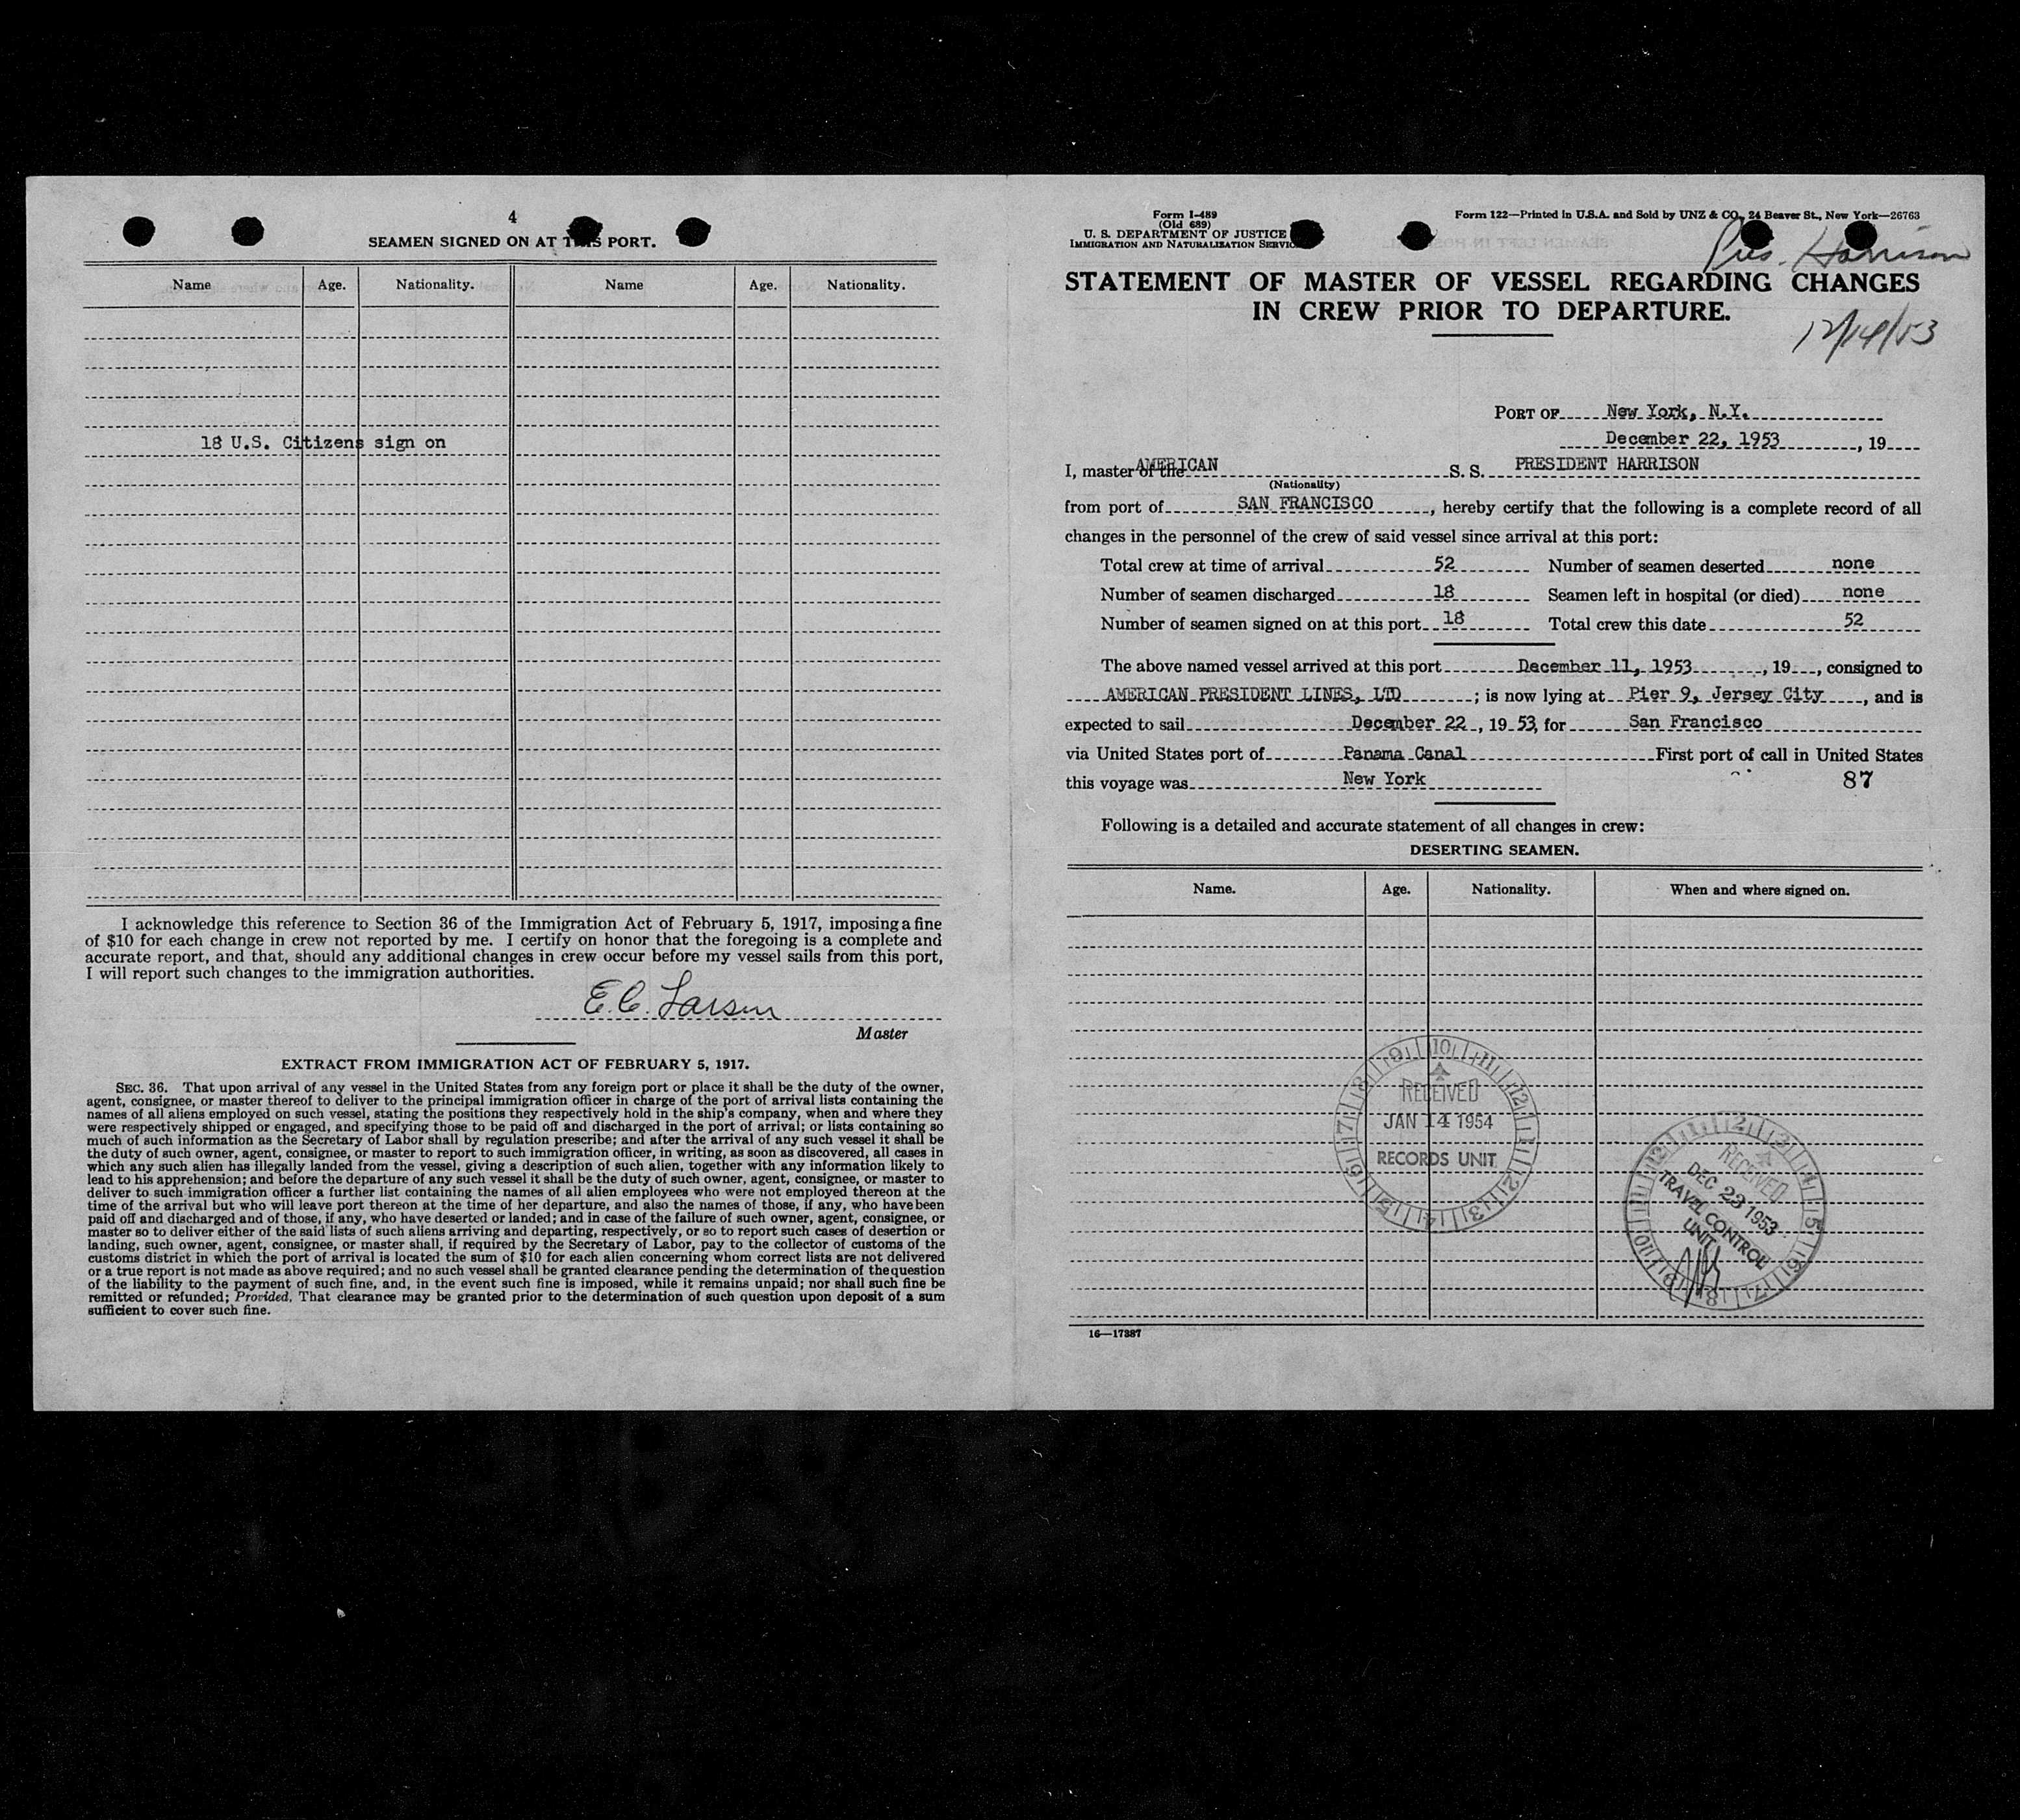 4
SEAMEN SIGNED ON AT THIS PORT.
Name Age. Nationality. Name Age. Nationality.
18 U.S. Citizens sign on
I acknowledge this reference to Section 36 of the Immigration Act of February 5, 1917, imposing a fine
of $10 for each change in crew not reported by me. I certify on honor that the foregoing is a complete and
accurate report, and that, should any additional changes in crew occur before my vessel sails from this port,
I will report such changes to the immigration authorities.
E.C. Larsen
Master
EXTRACT FROM IMMIGRATION ACT OF FEBRUARY 5, 1917.
SEC. 36. That upon arrival of any vessel in the United States from any foreign port or place it shall be the duty of the owner,
agent, consignee, or master thereof to deliver to the principal immigration officer in charge of the port of arrival lists containing the
names of all aliens employed on such vessel, stating the positions they respectively hold in the ship's company, when and where they
were respectively shipped or engaged, and specifying those to be paid off and discharged in the port of arrival; or lists containing so
much of such information as the Secretary of Labor shall by regulation prescribe; and after the arrival of any such vessel it shall be
the duty of such owner, agent, consignee, or master to report to such immigration officer, in writing, as soon as discovered, all cases in
which any such alien has illegally landed from the vessel, giving a description of such alien, together with any information likely to
lead to his apprehension; and before the departure of any such vessel it shall be the duty of such owner, agent, consignee, or master to
deliver to such immigration officer a further list containing the names of all alien employees who were not employed thereon at the
time of the arrival but who will leave port thereon at the time of her departure, and also the names of those, if any, who have been
paid off and discharged and of those, if any, who have deserted or landed; and in case of the failure of such owner, agent, consignee, or
master so to deliver either of the said lists of such aliens arriving and departing, respectively, or so to report such cases of desertion or
landing, such owner, agent, consignee, or master shall, if required by the Secretary of Labor, pay to the collector of customs of the
customs district in which the port of arrival is located the sum of $10 for each alien concerning whom correct lists are not delivered
or a true report is not made as above required; and no such vessel shall be granted clearance pending the determination of the question
of the liability to the payment of such fine, and, in the event such fine is imposed, while it remains unpaid; nor shall such fine be
remitted or refunded; Provided, That clearance may be granted prior to the determination of such question upon deposit of a sum
sufficient to cover such fine.
Form I-489
(Old 689)
U. S. DEPARTMENT OF JUSTICE
IMMIGRATION AND NATURALIZATION SERVICE
Form 122—Printed in U.S.A. and Sold by UNZ & CO., 24 Beaver St., New York—26763
Pres. Harrison
STATEMENT OF MASTER OF VESSEL REGARDING CHANGES
IN CREW PRIOR TO DEPARTURE.
12/14/53
PORT OF New York, N.Y.
December 22, 1953, 19
I, master of the AMERICAN S. S. PRESIDENT HARRISON
(Nationality)
from port of SAN FRANCISCO, hereby certify that the following is a complete record of all
changes in the personnel of the crew of said vessel since arrival at this port:
Total crew at time of arrival 52 Number of seamen deserted none
Number of seamen discharged 18 Seamen left in hospital (or died) none
Number of seamen signed on at this port 18 Total crew this date 52
The above named vessel arrived at this port December 11, 1953, 19, consigned to
AMERICAN PRESIDENT LINES, LTD; is now lying at Pier 9, Jersey City, and is
expected to sail December 22, 19 53, for San Francisco
via United States port of Panama Canal First port of call in United States
this voyage was New York 87
Following is a detailed and accurate statement of all changes in crew:
DESERTING SEAMEN.
Name. Age. Nationality. When and where signed on.
RECEIVED
JAN 14 1954
RECORDS UNIT
RECEIVED
DEC 23 1953
TRAVEL CONTROL
UNIT
16—17387